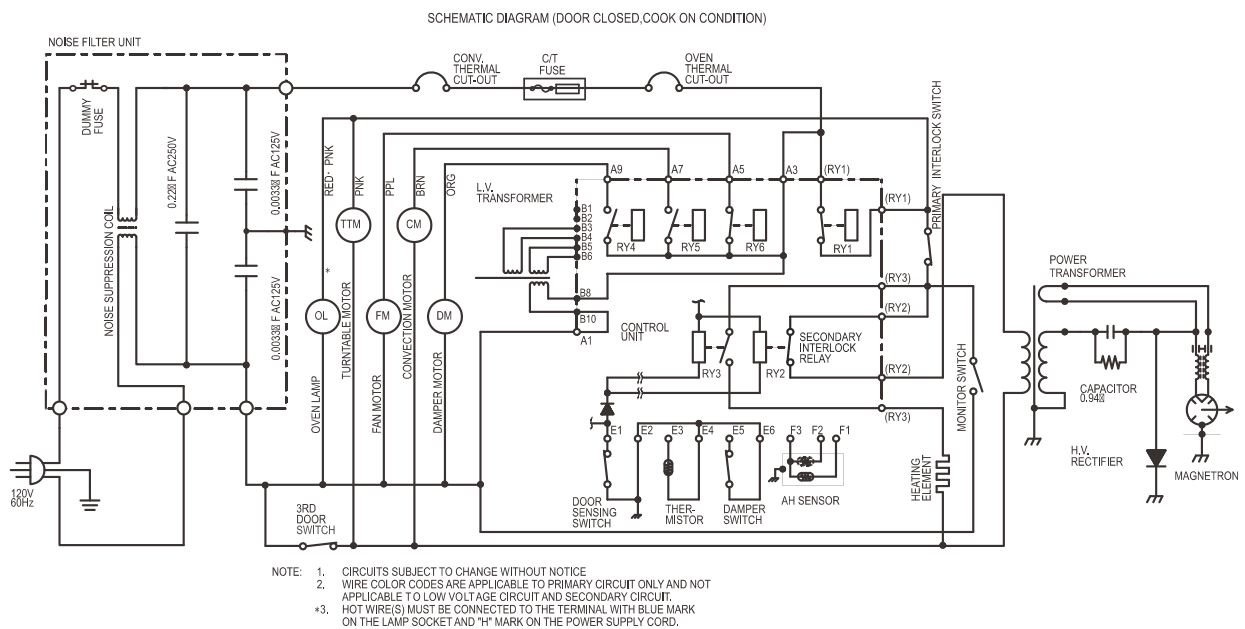 SCHEMATIC DIAGRAM (DOOR CLOSED,COOK ON CONDITION)
NOISE FILTER UNIT
DUMMY
FUSE
NOISE SUPPRESSION COIL
0.22 F AC250V
0.0033 F AC125V
0.0033 F AC125V
120V
60Hz
CONV.
THERMAL
CUT-OUT
C/T
FUSE
OVEN
THERMAL
CUT-OUT
PRIMARY INTERLOCK SWITCH
RED· PNK
PNK
PPL
BRN
ORG
L.V.
TRANSFORMER
A9
A7
A5
A3
(RY1)
(RY1)
B1
B2
B3
B4
B5
B6
B8
B10
A1
RY4
RY5
RY6
RY1
TTM
CM
*
OL
FM
DM
OVEN LAMP
TURNTABLE MOTOR
FAN MOTOR
CONVECTION MOTOR
DAMPER MOTOR
CONTROL
UNIT
RY3
RY2
SECONDARY
INTERLOCK
RELAY
(RY3)
(RY2)
(RY2)
(RY3)
MONITOR SWITCH
E1
E2
E3
E4
E5
E6
F3
F2
F1
DOOR
SENSING
SWITCH
THER-
MISTOR
DAMPER
SWITCH
AH SENSOR
HEATING
ELEMENT
3RD
DOOR
SWITCH
POWER
TRANSFORMER
CAPACITOR
0.94
H.V.
RECTIFIER
MAGNETRON
NOTE: 1. CIRCUITS SUBJECT TO CHANGE WITHOUT NOTICE
2. WIRE COLOR CODES ARE APPLICABLE TO PRIMARY CIRCUIT ONLY AND NOT
APPLICABLE TO LOW VOLTAGE CIRCUIT AND SECONDARY CIRCUIT.
*3. HOT WIRE(S) MUST BE CONNECTED TO THE TERMINAL WITH BLUE MARK
ON THE LAMP SOCKET AND "H" MARK ON THE POWER SUPPLY CORD.